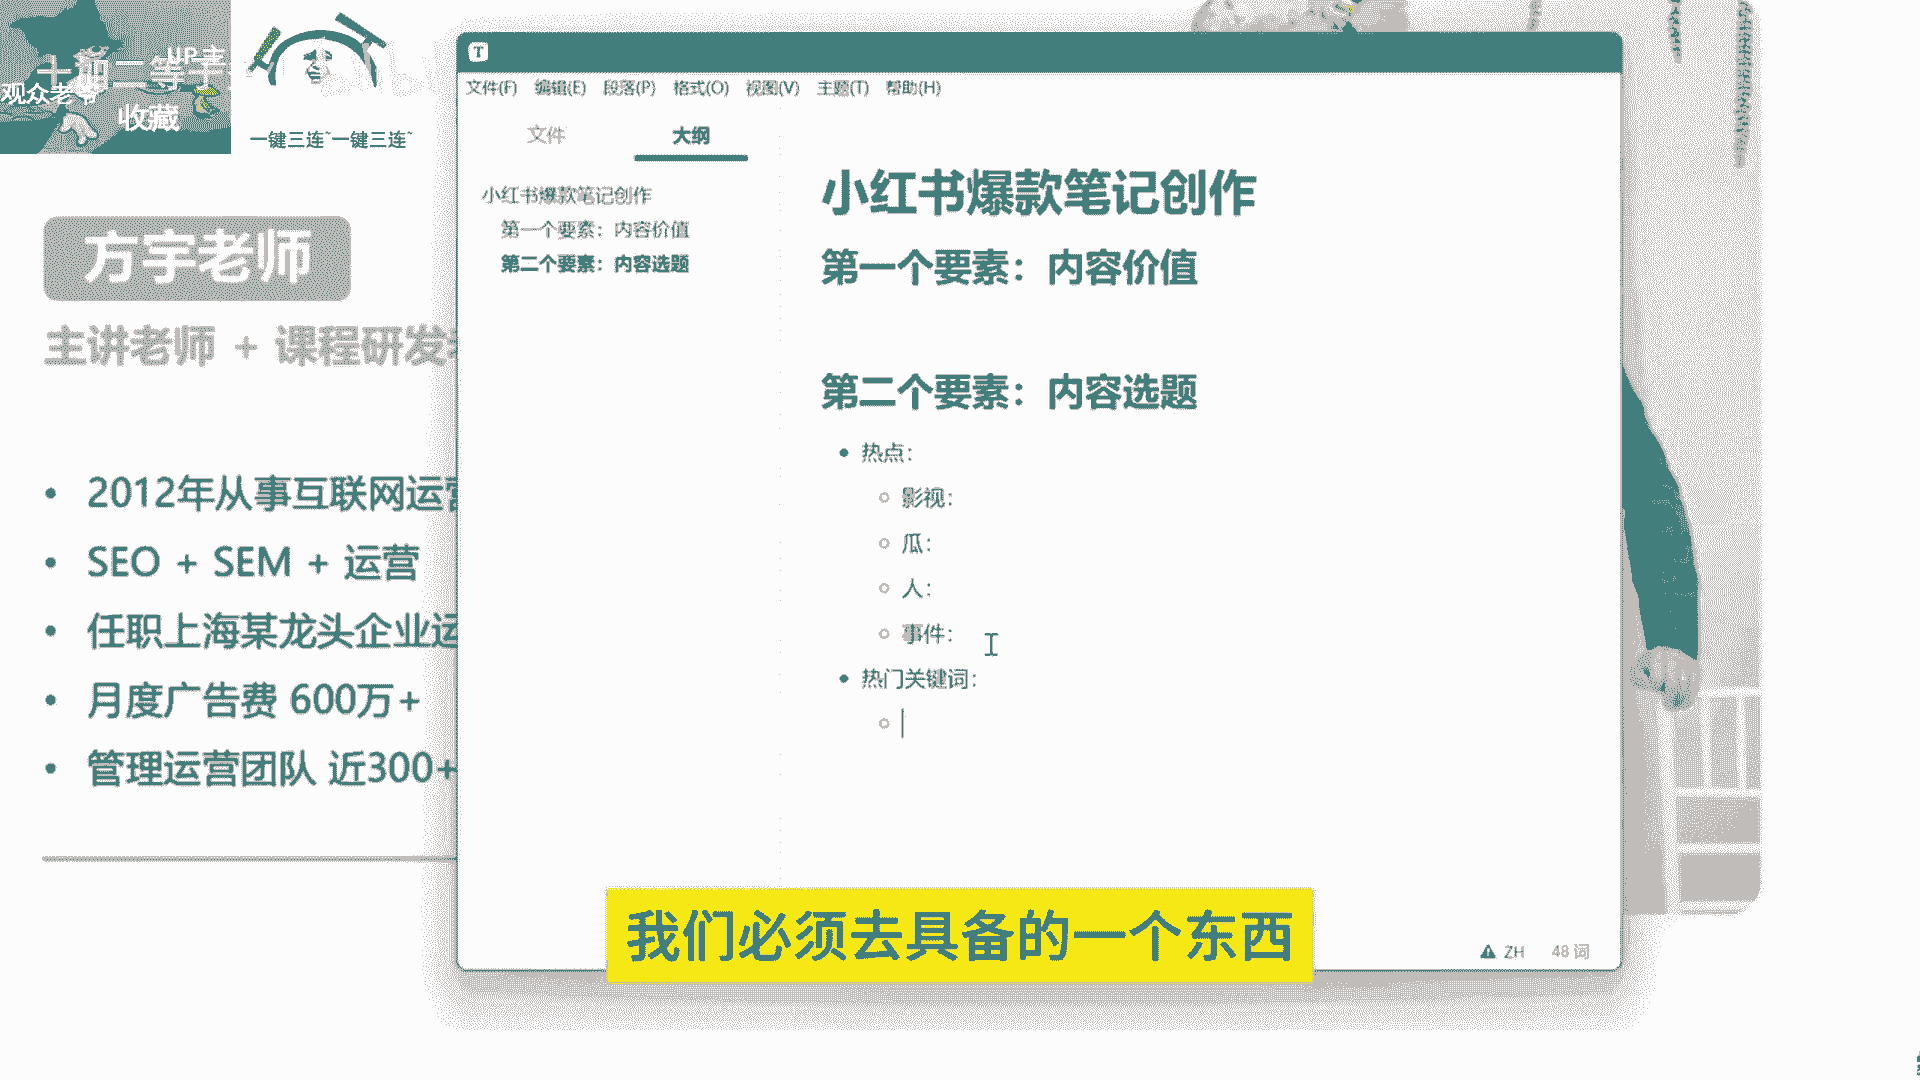 UP主
观众老爷
收藏
一键三连~一键三连~
方宇老师
主讲老师 + 课程研发
2012年从事互联网运营
SEO + SEM + 运营
任职上海某龙头企业运
月度广告费 600万+
管理运营团队 近300+
T
文件(F) 编辑(E) 段落(P) 格式(O) 视图(V) 主题(T) 帮助(H)
文件 大纲
小红书爆款笔记创作
第一个要素：内容价值
第二个要素：内容选题
小红书爆款笔记创作
第一个要素：内容价值
第二个要素：内容选题
热点：
影视：
瓜：
人：
事件：
热门关键词：
ZH 48 词
我们必须去具备的一个东西